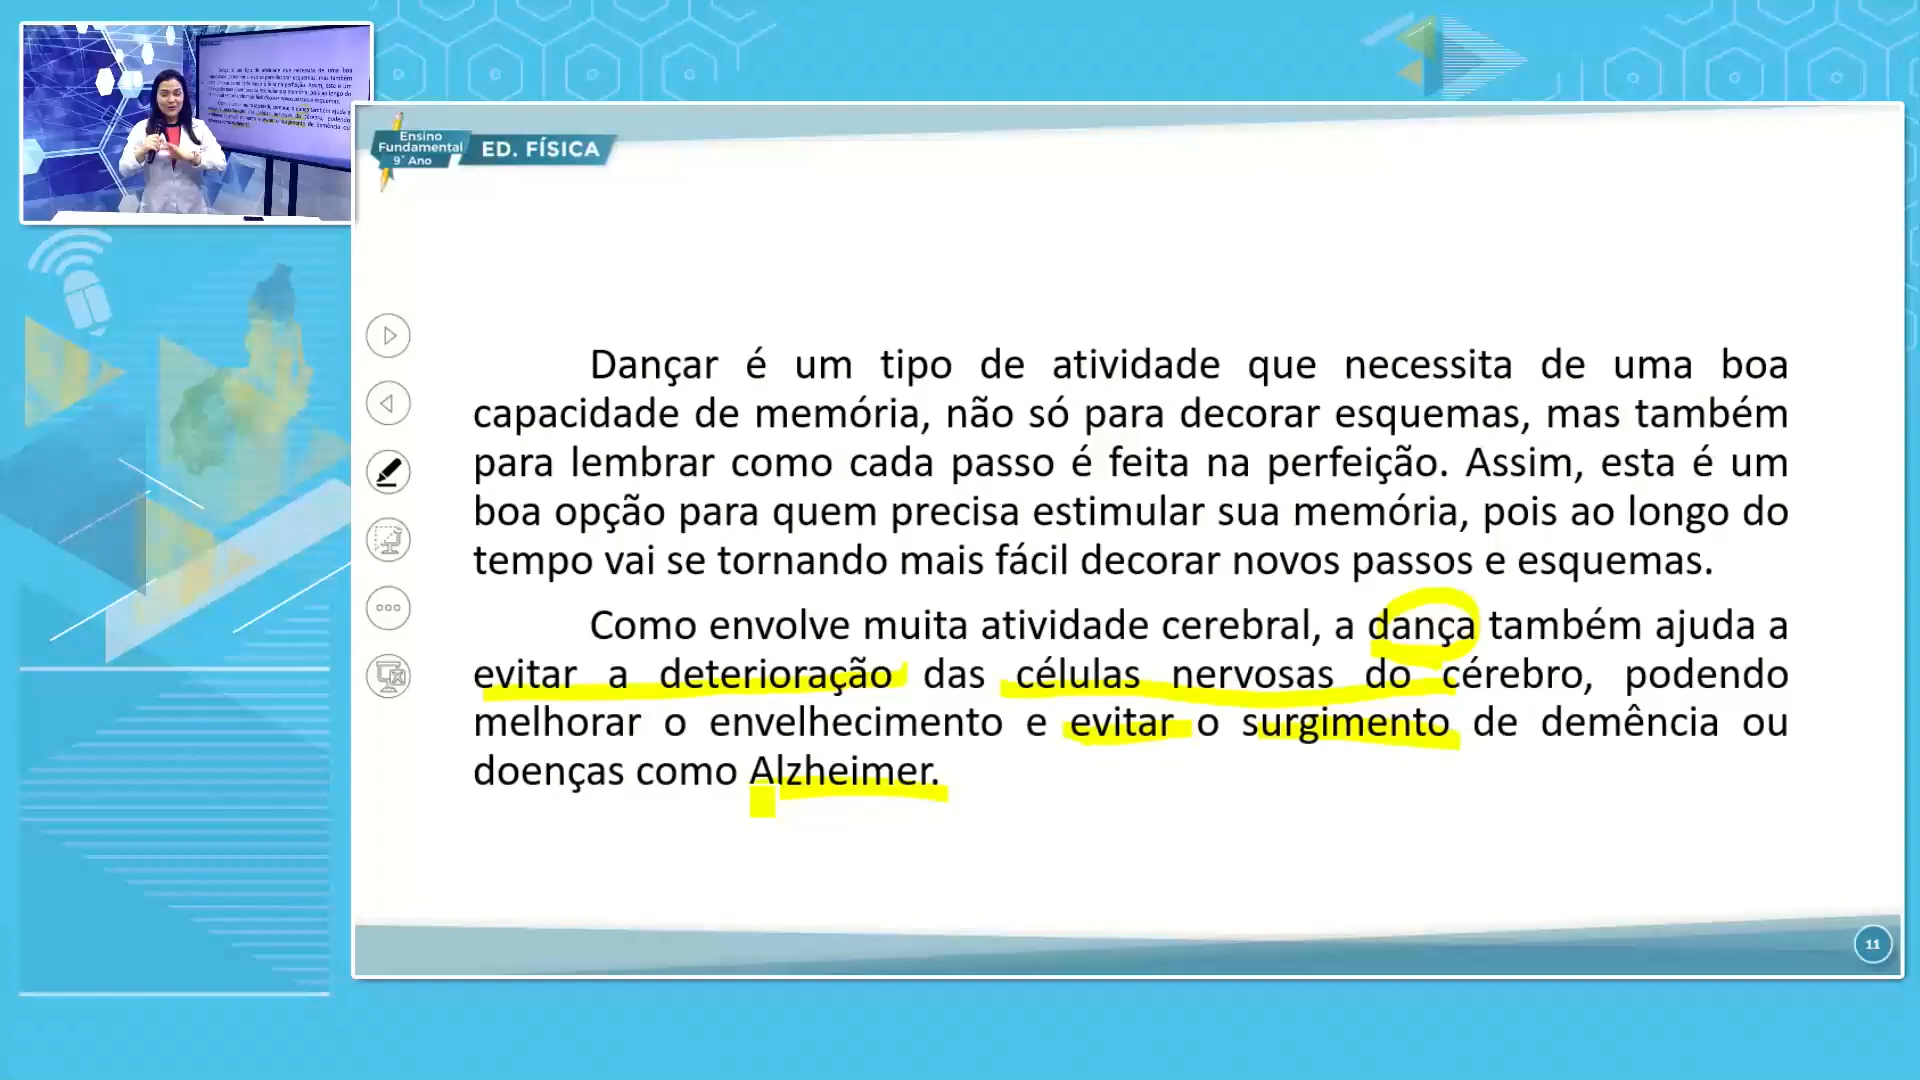 Ensino
Fundamental
9° Ano
ED. FÍSICA
Dançar é um tipo de atividade que necessita de uma boa
capacidade de memória, não só para decorar esquemas, mas também
para lembrar como cada passo é feita na perfeição. Assim, esta é um
boa opção para quem precisa estimular sua memória, pois ao longo do
tempo vai se tornando mais fácil decorar novos passos e esquemas.
Como envolve muita atividade cerebral, a dança também ajuda a
evitar a deterioração das células nervosas do cérebro, podendo
melhorar o envelhecimento e evitar o surgimento de demência ou
doenças como Alzheimer.
11